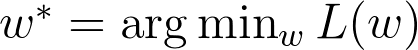 $w^* = \arg\min_w L(w)$